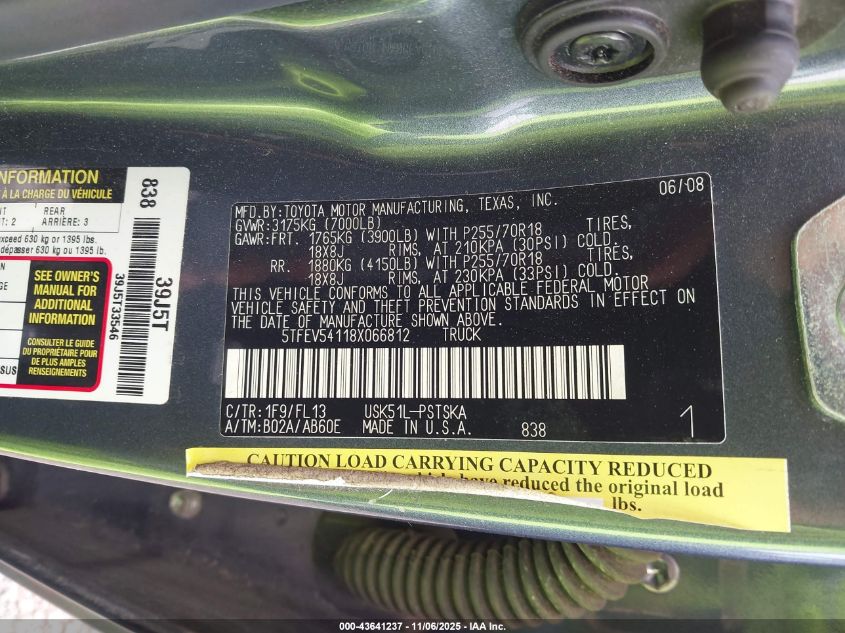 INFORMATION
À LA CHARGE DU VÉHICULE
REAR
: 2 ARRIÈRE: 3
exceed 630 kg or 1395 lbs.
dépasser 630 kg ou 1395 lb.
SEE OWNER'S
MANUAL FOR
ADDITIONAL
INFORMATION
CONSULTER LE GUIDE
DU PROPRIÉTAIRE POUR
DE PLUS AMPLES
RENSEIGNEMENTS
838
39J5T
39J5T33546
06/08
MFD.BY: TOYOTA MOTOR MANUFACTURING, TEXAS, INC.
GVWR:3175KG (7000LB)
GAWR:FRT. 1765KG (3900LB) WITH P255/70R18 TIRES,
18X8J RIMS, AT 210KPA (30PSI) COLD.
RR. 1880KG (4150LB) WITH P255/70R18 TIRES,
18X8J RIMS, AT 230KPA (33PSI) COLD.
THIS VEHICLE CONFORMS TO ALL APPLICABLE FEDERAL MOTOR
VEHICLE SAFETY AND THEFT PREVENTION STANDARDS IN EFFECT ON
THE DATE OF MANUFACTURE SHOWN ABOVE.
5TFEV54118X066812 TRUCK
C/TR: 1F9/FL13 USK51L-PSTSKA
A/TM: B02A/AB60E MADE IN U.S.A. 838 1
CAUTION LOAD CARRYING CAPACITY REDUCED
which have reduced the original load
lbs.
000-43641237 - 11/06/2025 - IAA Inc.